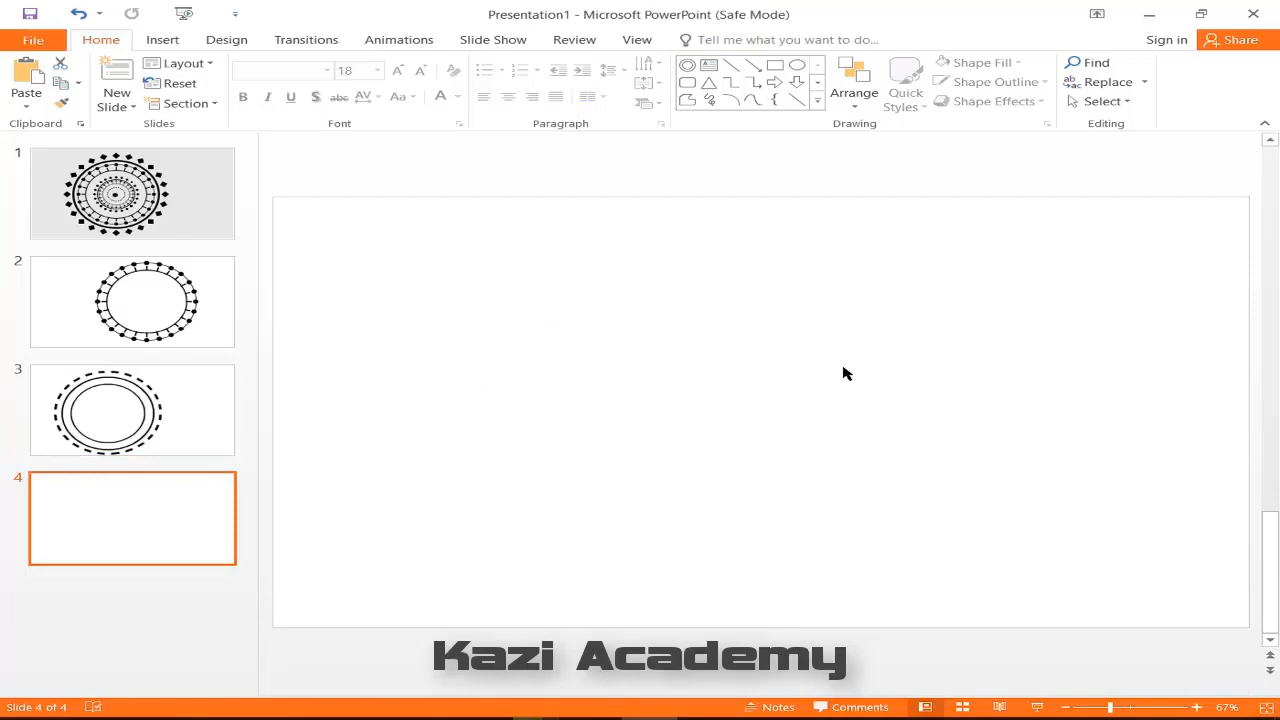 Presentation1 - Microsoft PowerPoint (Safe Mode)
File Home Insert Design Transitions Animations Slide Show Review View Tell me what you want to do... Sign in Share
Paste
Clipboard
New Slide
Layout
Reset
Section
Slides
18
B I U S abc AV Aa A
Font
Paragraph
Arrange
Quick Styles
Shape Fill
Shape Outline
Shape Effects
Drawing
Find
Replace
Select
Editing
1
2
3
4
Kazi Academy
Slide 4 of 4 Notes Comments 67%